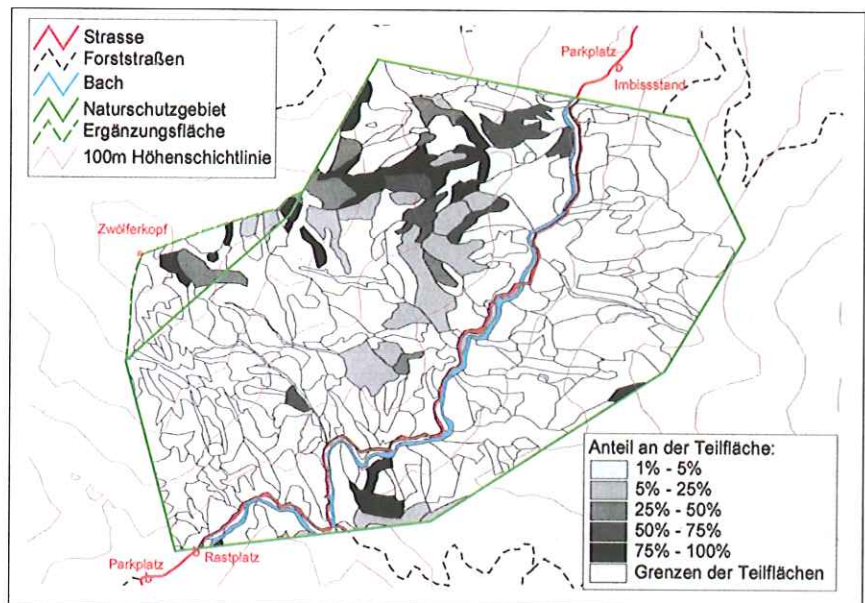 Strasse
Forststraßen
Bach
Naturschutzgebiet
Ergänzungsfläche
100m Höhenschichtlinie
Parkplatz
Imbissstand
Zwölferkopf
Anteil an der Teilfläche:
1% - 5%
5% - 25%
25% - 50%
50% - 75%
75% - 100%
Grenzen der Teilflächen
Rastplatz
Parkplatz